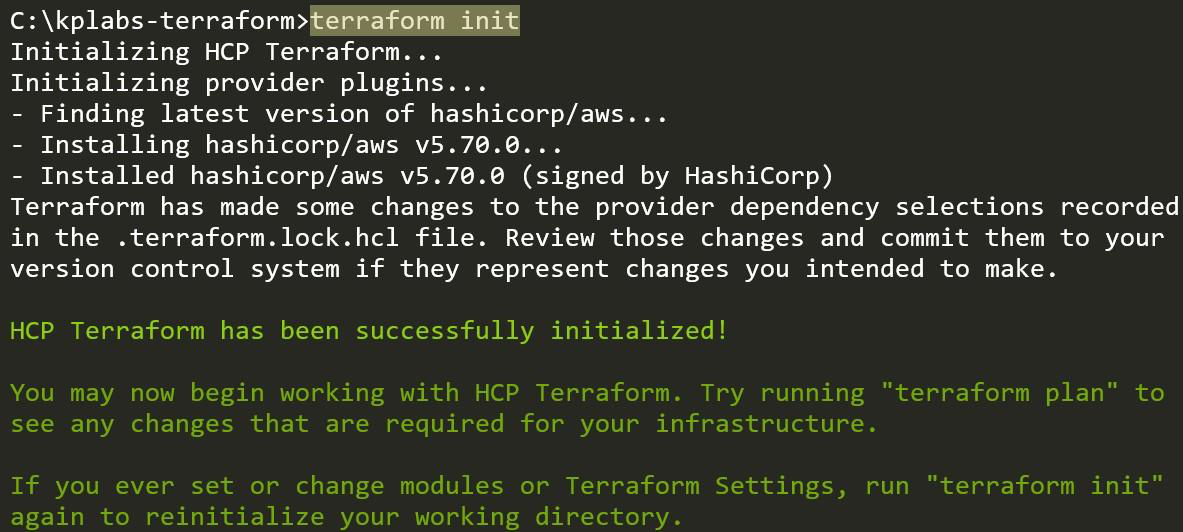 C:\kplabs-terraform>terraform init
Initializing HCP Terraform...
Initializing provider plugins...
- Finding latest version of hashicorp/aws...
- Installing hashicorp/aws v5.70.0...
- Installed hashicorp/aws v5.70.0 (signed by HashiCorp)
Terraform has made some changes to the provider dependency selections recorded
in the .terraform.lock.hcl file. Review those changes and commit them to your
version control system if they represent changes you intended to make.
HCP Terraform has been successfully initialized!
You may now begin working with HCP Terraform. Try running "terraform plan" to
see any changes that are required for your infrastructure.
If you ever set or change modules or Terraform Settings, run "terraform init"
again to reinitialize your working directory.